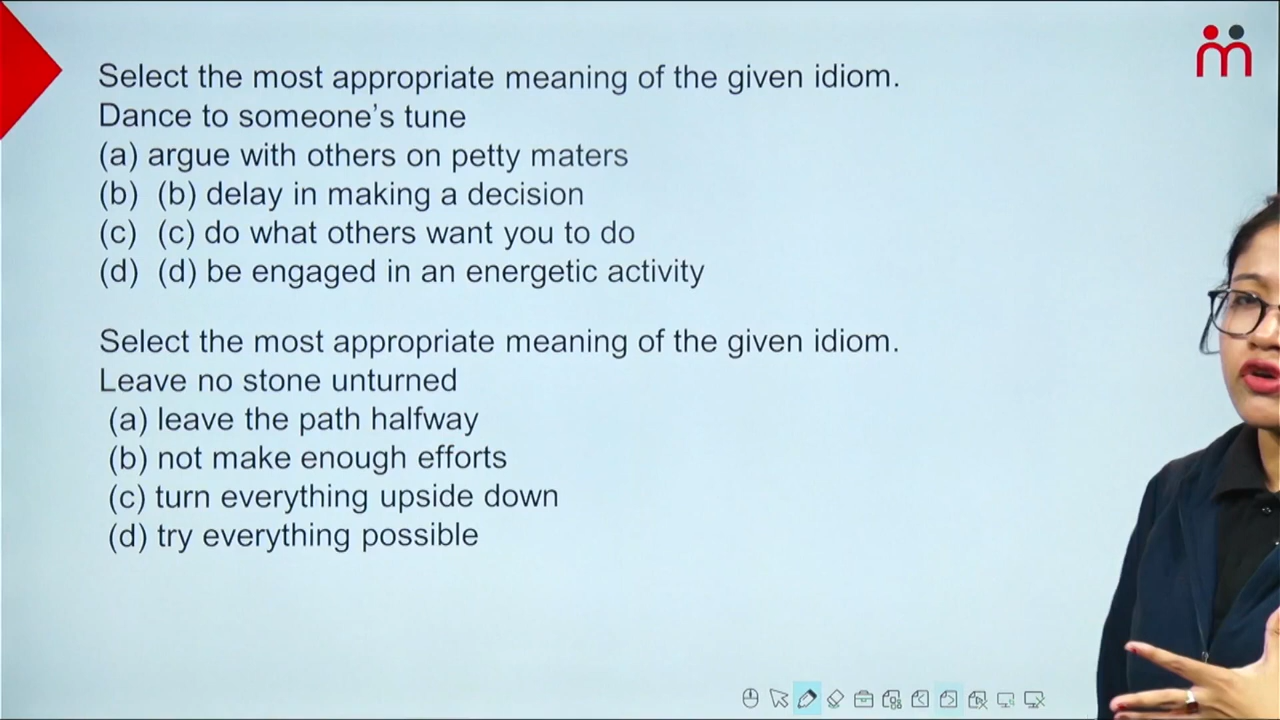 Select the most appropriate meaning of the given idiom.
Dance to someone's tune
(a) argue with others on petty maters
(b) (b) delay in making a decision
(c) (c) do what others want you to do
(d) (d) be engaged in an energetic activity
Select the most appropriate meaning of the given idiom.
Leave no stone unturned
(a) leave the path halfway
(b) not make enough efforts
(c) turn everything upside down
(d) try everything possible